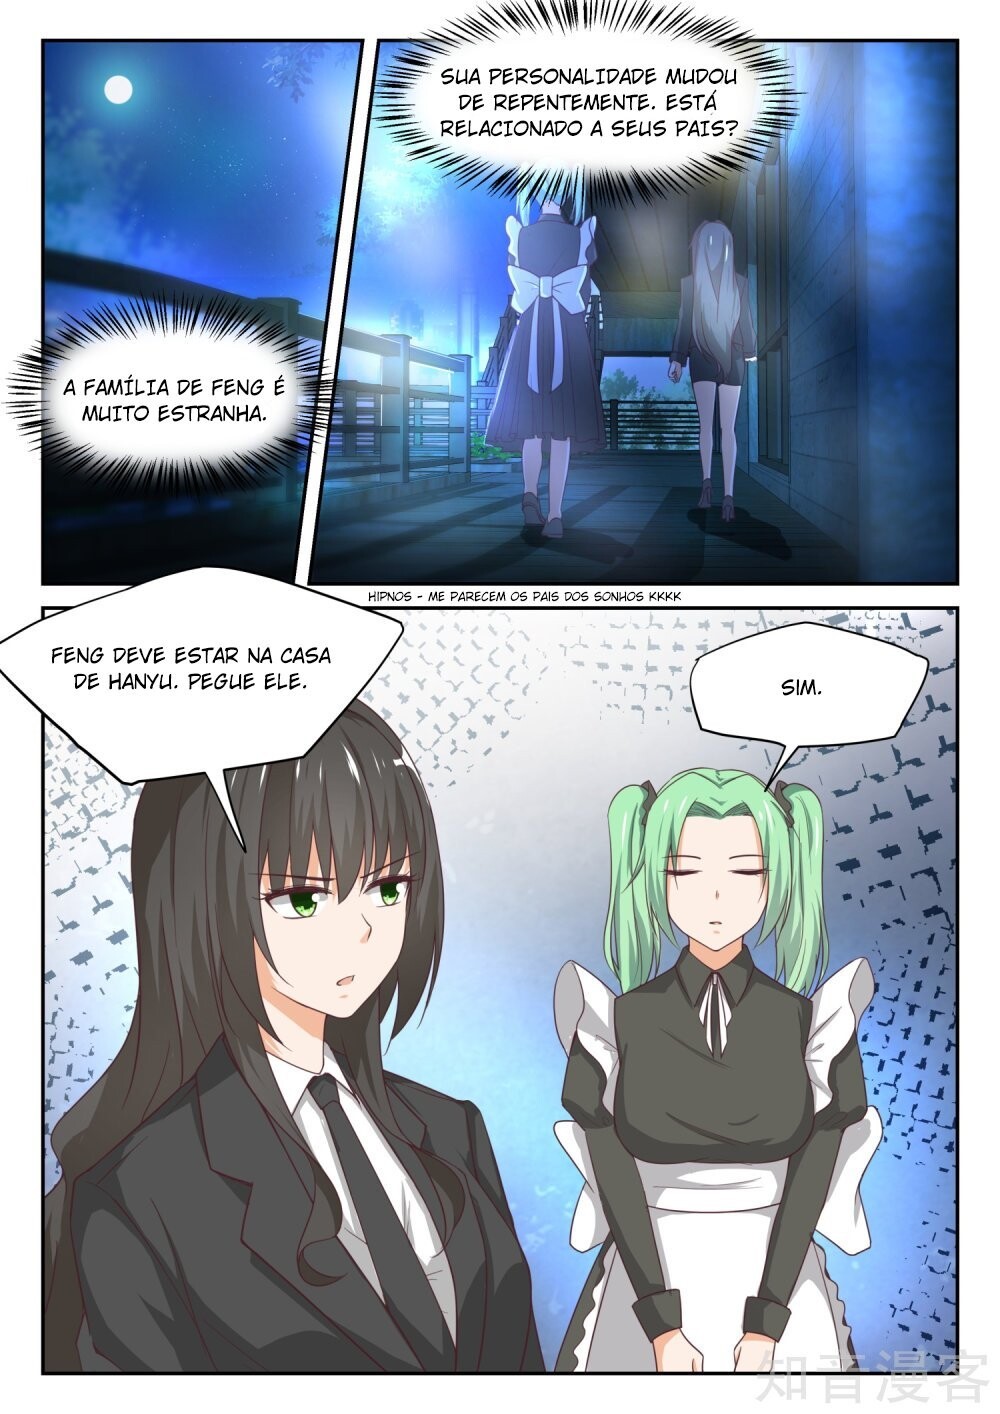 A FAMÍLIA DE FENG É
MUITO ESTRANHA.
SUA PERSONALIDADE MUDOU
DE REPENTEMENTE. ESTÁ
RELACIONADO A SEUS PAIS?
HIPNOS - ME PARECEM OS PAIS DOS SONHOS KKKK
FENG DEVE ESTAR NA CASA
DE HANYU. PEGUE ELE.
SIM.
知音漫客